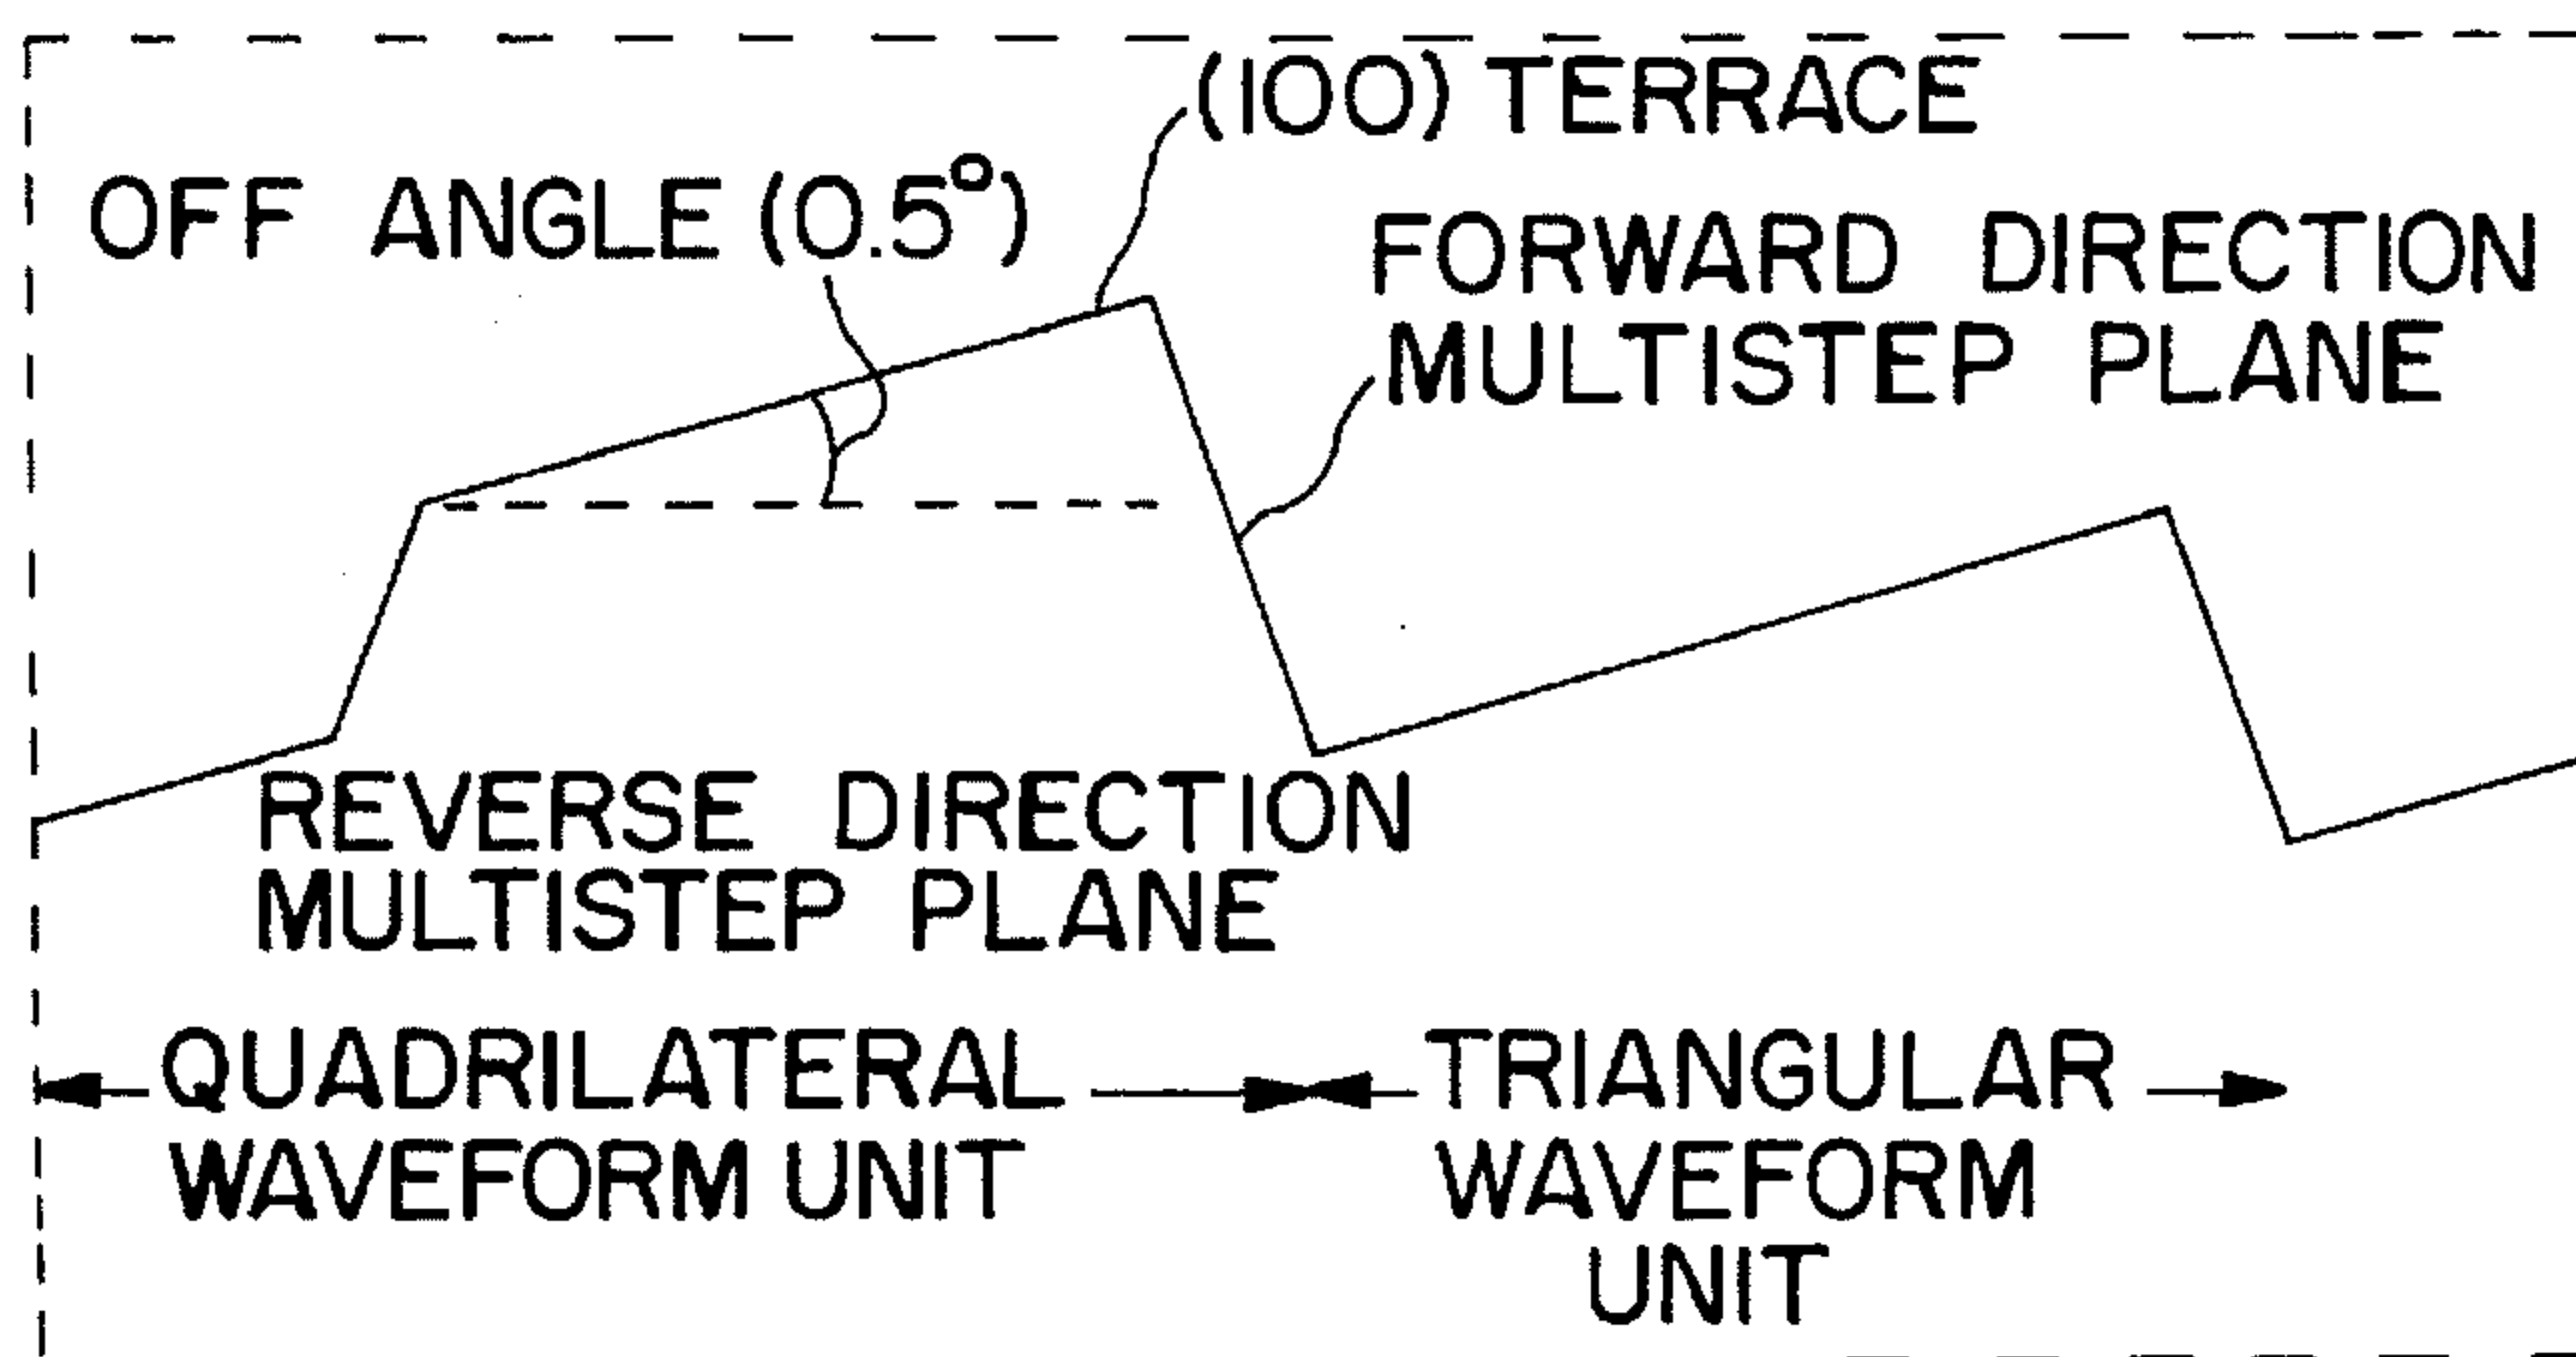 (100) TERRACE
OFF ANGLE (0.5°)
FORWARD DIRECTION
MULTISTEP PLANE
REVERSE DIRECTION
MULTISTEP PLANE
QUADRILATERAL
WAVEFORM UNIT
TRIANGULAR
WAVEFORM
UNIT